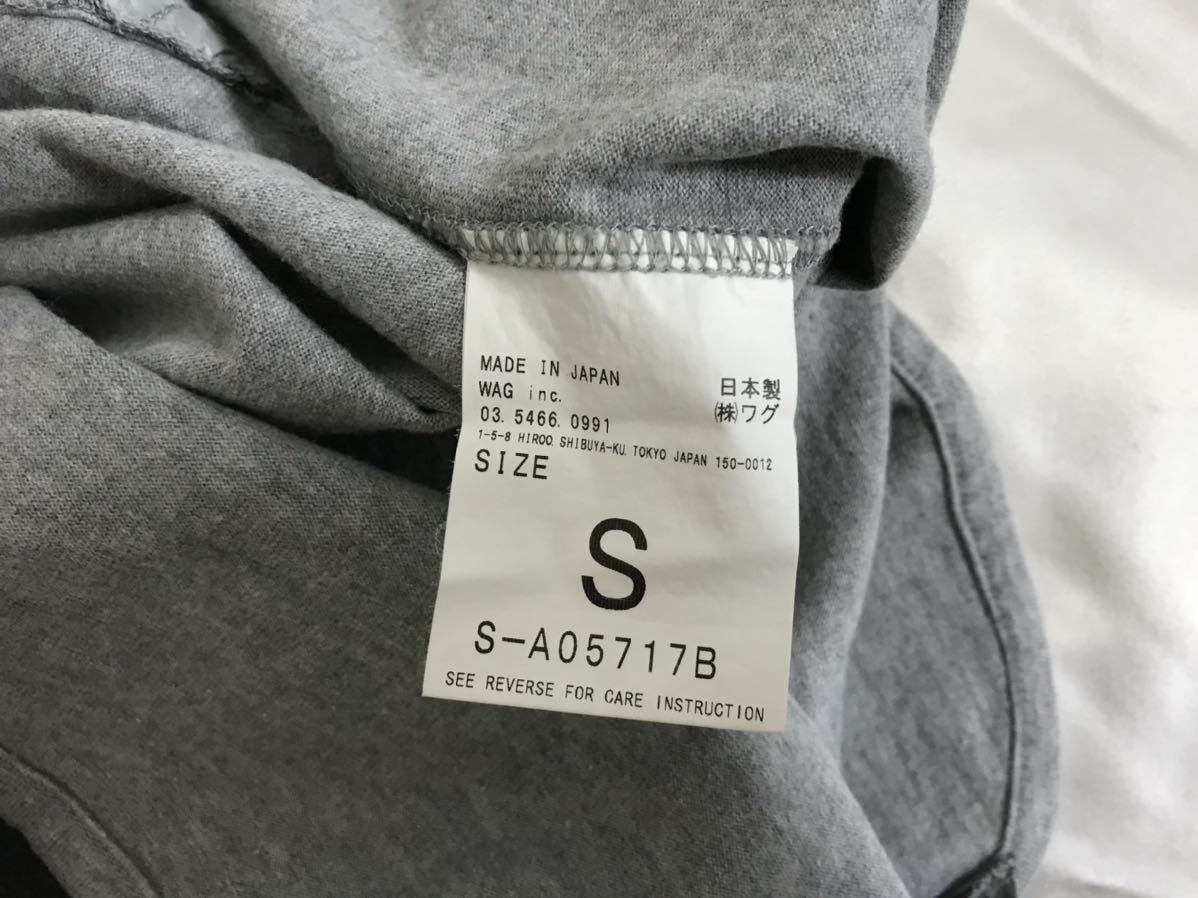 MADE IN JAPAN 日本製
WAG inc. ㈱ワグ
03. 5466. 0991
1-5-8 HIROO. SHIBUYA-KU. TOKYO JAPAN 150-0012
SIZE
S
S-A05717B
SEE REVERSE FOR CARE INSTRUCTION